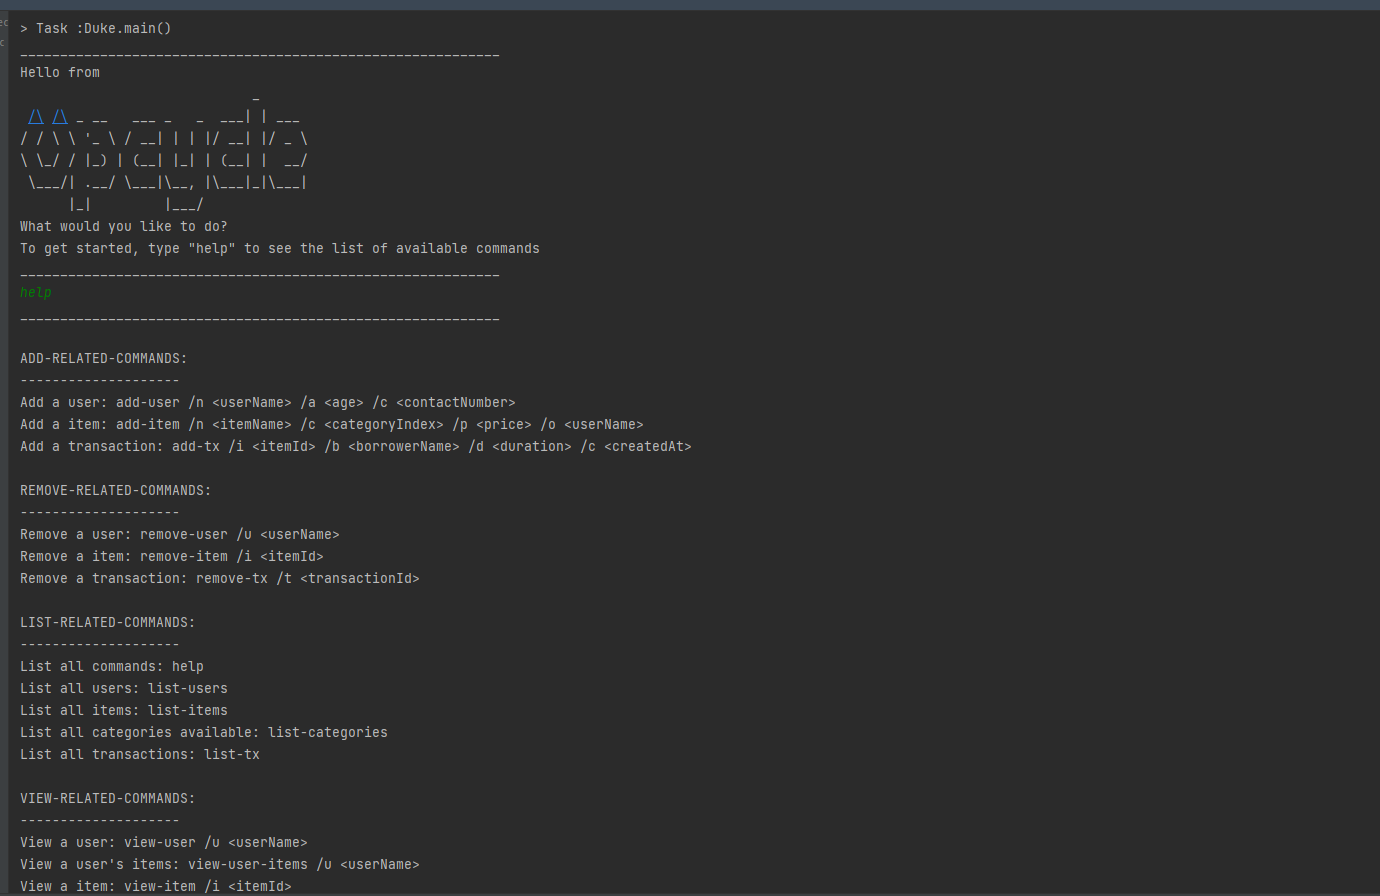 ec
> Task :Duke.main()
c
____________________________________________________________
Hello from
                             _
 /\ /\ _ __   ___ _   _  ___| | ___
/ / \ \ '_ \ / __| | | |/ __| |/ _ \
\ \_/ / |_) | (__| |_| | (__| |  __/
 \___/| .__/ \___|\__, |\___|_|\___|
      |_|         |___/
What would you like to do?
To get started, type "help" to see the list of available commands
____________________________________________________________
help
____________________________________________________________
ADD-RELATED-COMMANDS:
--------------------
Add a user: add-user /n <userName> /a <age> /c <contactNumber>
Add a item: add-item /n <itemName> /c <categoryIndex> /p <price> /o <userName>
Add a transaction: add-tx /i <itemId> /b <borrowerName> /d <duration> /c <createdAt>
REMOVE-RELATED-COMMANDS:
--------------------
Remove a user: remove-user /u <userName>
Remove a item: remove-item /i <itemId>
Remove a transaction: remove-tx /t <transactionId>
LIST-RELATED-COMMANDS:
--------------------
List all commands: help
List all users: list-users
List all items: list-items
List all categories available: list-categories
List all transactions: list-tx
VIEW-RELATED-COMMANDS:
--------------------
View a user: view-user /u <userName>
View a user's items: view-user-items /u <userName>
View a item: view-item /i <itemId>